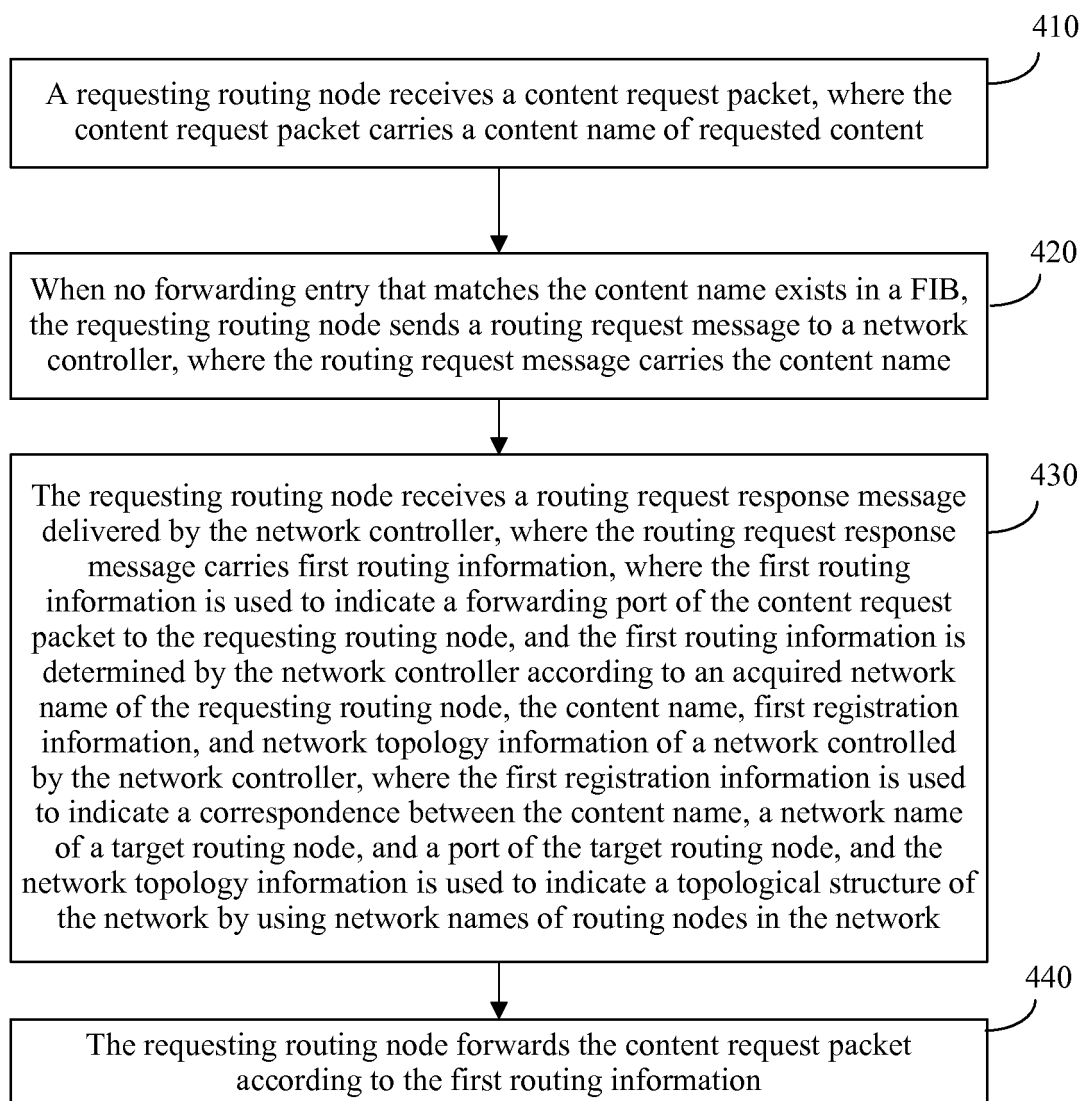 410
A requesting routing node receives a content request packet, where the
content request packet carries a content name of requested content
420
When no forwarding entry that matches the content name exists in a FIB,
the requesting routing node sends a routing request message to a network
controller, where the routing request message carries the content name
430
The requesting routing node receives a routing request response message
delivered by the network controller, where the routing request response
message carries first routing information, where the first routing
information is used to indicate a forwarding port of the content request
packet to the requesting routing node, and the first routing information is
determined by the network controller according to an acquired network
name of the requesting routing node, the content name, first registration
information, and network topology information of a network controlled
by the network controller, where the first registration information is used
to indicate a correspondence between the content name, a network name
of a target routing node, and a port of the target routing node, and the
network topology information is used to indicate a topological structure of
the network by using network names of routing nodes in the network
440
The requesting routing node forwards the content request packet
according to the first routing information